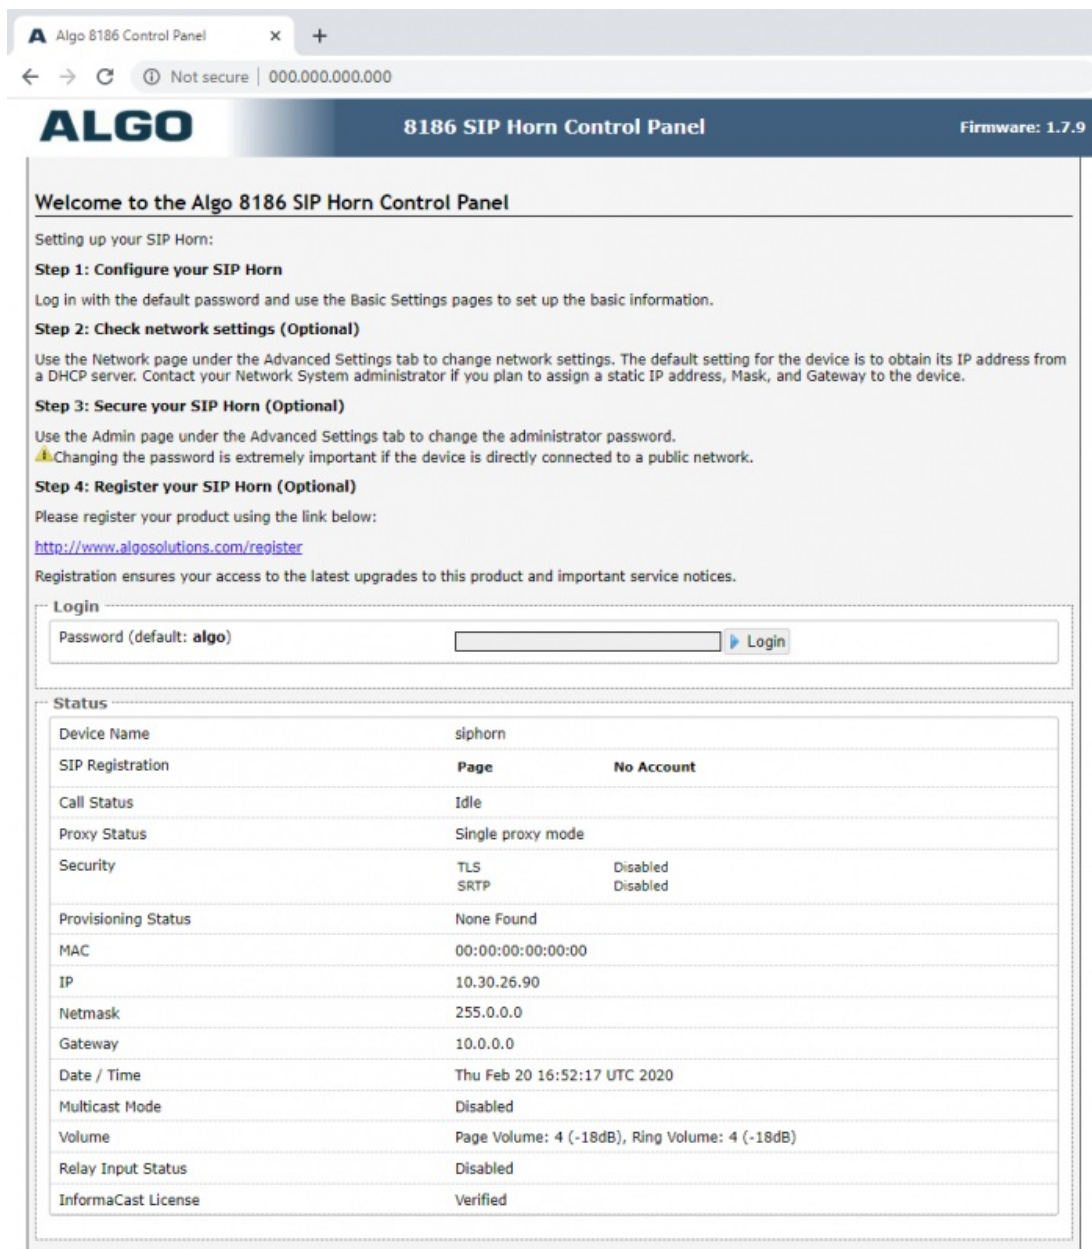 Algo 8186 Control Panel
Not secure | 000.000.000.000
ALGO
8186 SIP Horn Control Panel
Firmware: 1.7.9
Welcome to the Algo 8186 SIP Horn Control Panel
Setting up your SIP Horn:
Step 1: Configure your SIP Horn
Log in with the default password and use the Basic Settings pages to set up the basic information.
Step 2: Check network settings (Optional)
Use the Network page under the Advanced Settings tab to change network settings. The default setting for the device is to obtain its IP address from
a DHCP server. Contact your Network System administrator if you plan to assign a static IP address, Mask, and Gateway to the device.
Step 3: Secure your SIP Horn (Optional)
Use the Admin page under the Advanced Settings tab to change the administrator password.
Changing the password is extremely important if the device is directly connected to a public network.
Step 4: Register your SIP Horn (Optional)
Please register your product using the link below:
http://www.algosolutions.com/register
Registration ensures your access to the latest upgrades to this product and important service notices.
Login
Password (default: algo) Login
Status
Device Name siphorn
SIP Registration Page No Account
Call Status Idle
Proxy Status Single proxy mode
Security TLS Disabled
SRTP Disabled
Provisioning Status None Found
MAC 00:00:00:00:00:00
IP 10.30.26.90
Netmask 255.0.0.0
Gateway 10.0.0.0
Date / Time Thu Feb 20 16:52:17 UTC 2020
Multicast Mode Disabled
Volume Page Volume: 4 (-18dB), Ring Volume: 4 (-18dB)
Relay Input Status Disabled
InformaCast License Verified